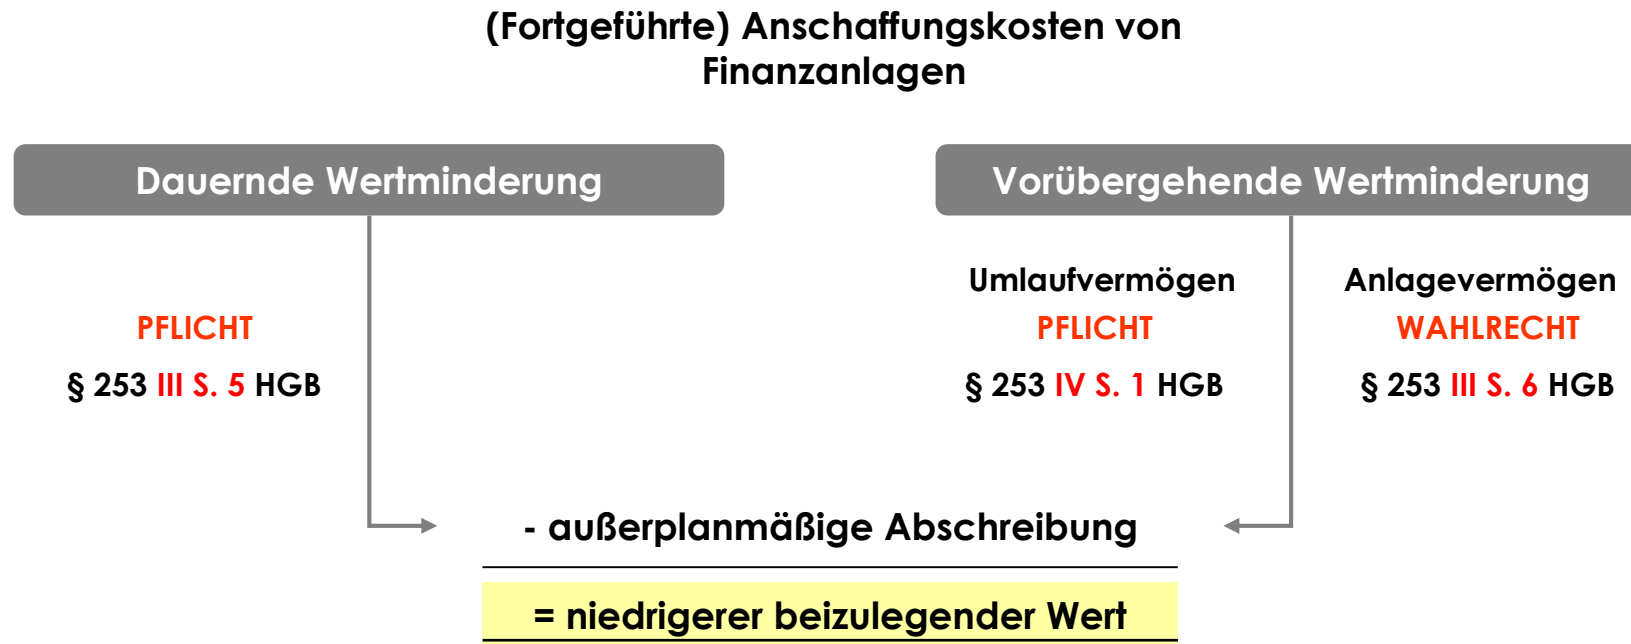 (Fortgeführte) Anschaffungskosten von
Finanzanlagen
Dauernde Wertminderung
PFLICHT
§ 253 III S. 5 HGB
Vorübergehende Wertminderung
Umlaufvermögen
PFLICHT
§ 253 IV S. 1 HGB
Anlagevermögen
WAHLRECHT
§ 253 III S. 6 HGB
- außerplanmäßige Abschreibung
= niedrigerer beizulegender Wert